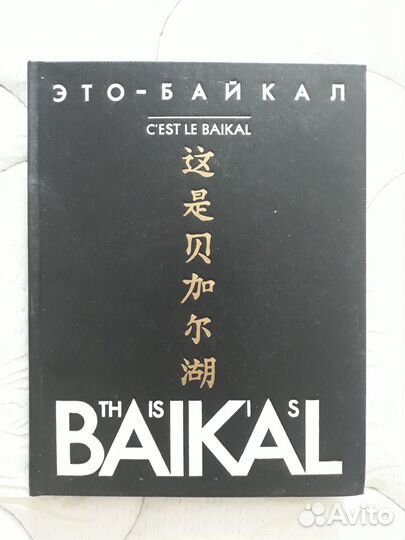 ЭТО-БАЙКАЛ
C'EST LE BAIKAL
这是贝加尔湖
THIS IS
BAIKAL
Avito